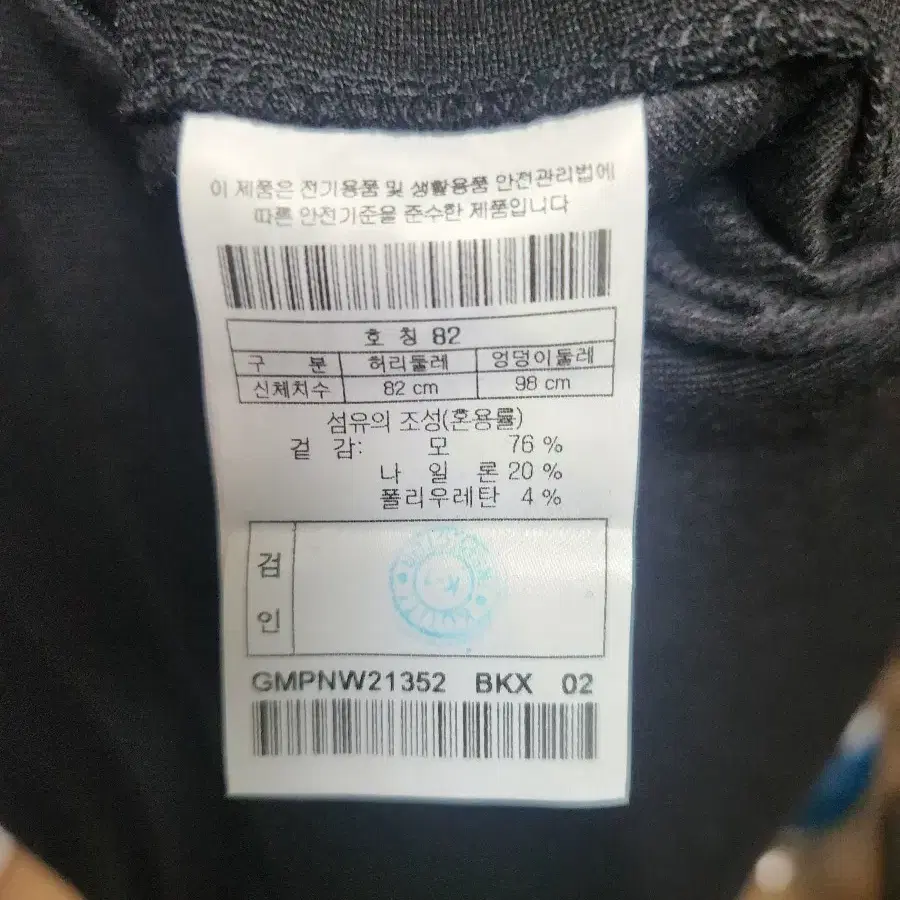 이 제품은 전기용품 및 생활용품 안전관리법에
따른 안전기준을 준수한 제품입니다
호 칭 82
구 분 허리둘레 엉덩이둘레
신체치수 82 cm 98 cm
섬유의 조성(혼용률)
겉 감: 모 76 %
나 일 론 20 %
폴리우레탄 4 %
검
인
K-1
GMPNW21352 BKX 02